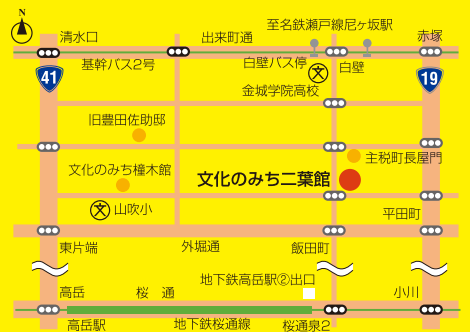 N
至名鉄瀬戸線尼ヶ坂駅
清水口
出来町通
赤塚
基幹バス2号
白壁バス停
白壁
41
文
19
金城学院高校
旧豊田佐助邸
主税町長屋門
文化のみち橦木館
文化のみち二葉館
文
山吹小
平田町
東片端
外堀通
飯田町
地下鉄高岳駅②出口
高岳
桜 通
小川
高岳駅
地下鉄桜通線
桜通泉2